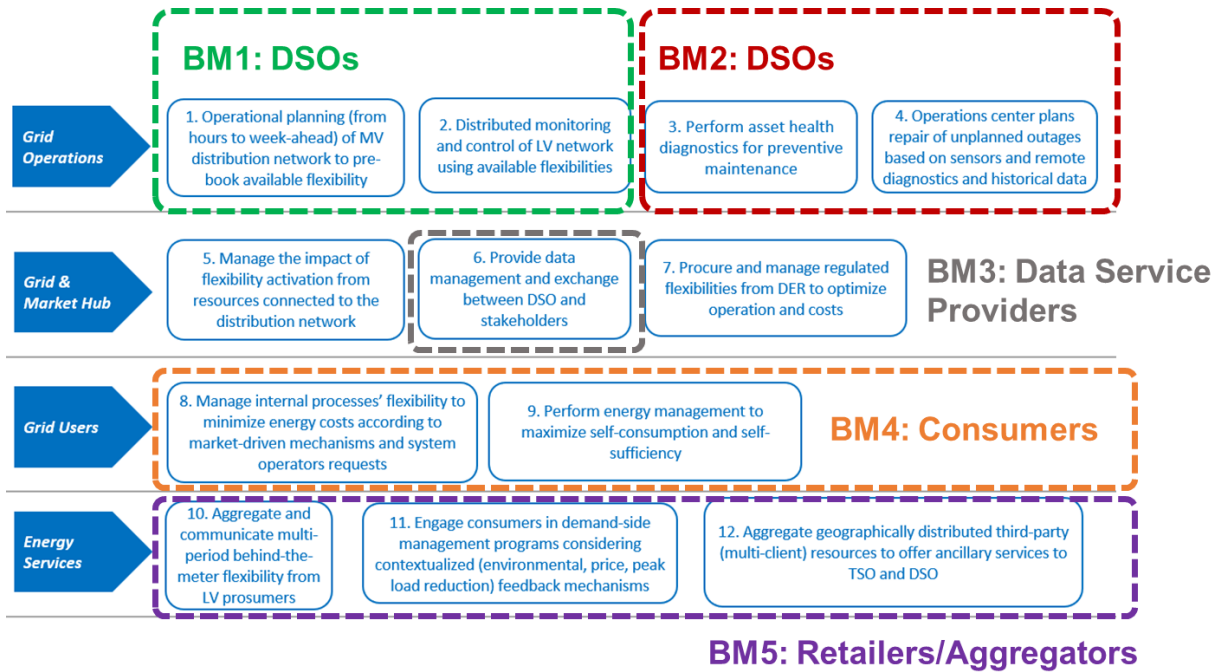 BM1: DSOs
BM2: DSOs
Grid
Operations
1. Operational planning (from
hours to week-ahead) of MV
distribution network to pre-
book available flexibility
2. Distributed monitoring
and control of LV network
using available flexibilities
3. Perform asset health
diagnostics for preventive
maintenance
4. Operations center plans
repair of unplanned outages
based on sensors and remote
diagnostics and historical data
Grid &
Market Hub
5. Manage the impact of
flexibility activation from
resources connected to the
distribution network
6. Provide data
management and exchange
between DSO and
stakeholders
7. Procure and manage regulated
flexibilities from DER to optimize
operation and costs
BM3: Data Service
Providers
Grid Users
8. Manage internal processes' flexibility to
minimize energy costs according to
market-driven mechanisms and system
operators requests
9. Perform energy management to
maximize self-consumption and self-
sufficiency
BM4: Consumers
Energy
Services
10. Aggregate and
communicate multi-
period behind-the-
meter flexibility from
LV prosumers
11. Engage consumers in demand-side
management programs considering
contextualized (environmental, price, peak
load reduction) feedback mechanisms
12. Aggregate geographically distributed third-party
(multi-client) resources to offer ancillary services to
TSO and DSO
BM5: Retailers/Aggregators